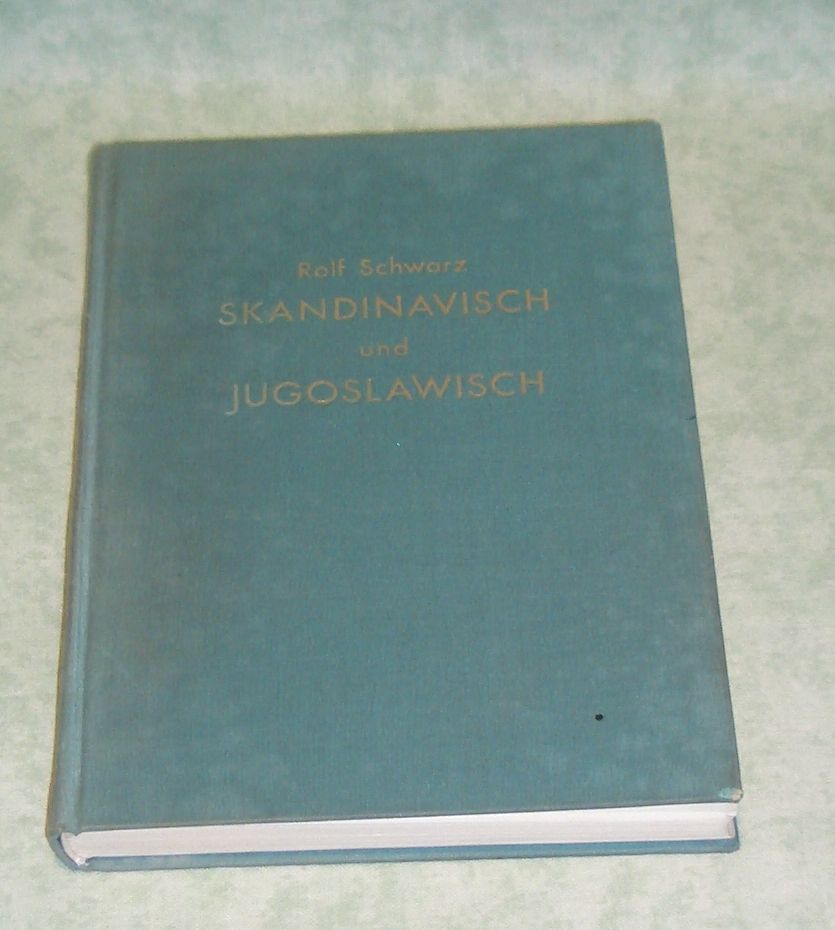 Rolf Schwarz
SKANDINAVISCH
und
JUGOSLAWISCH